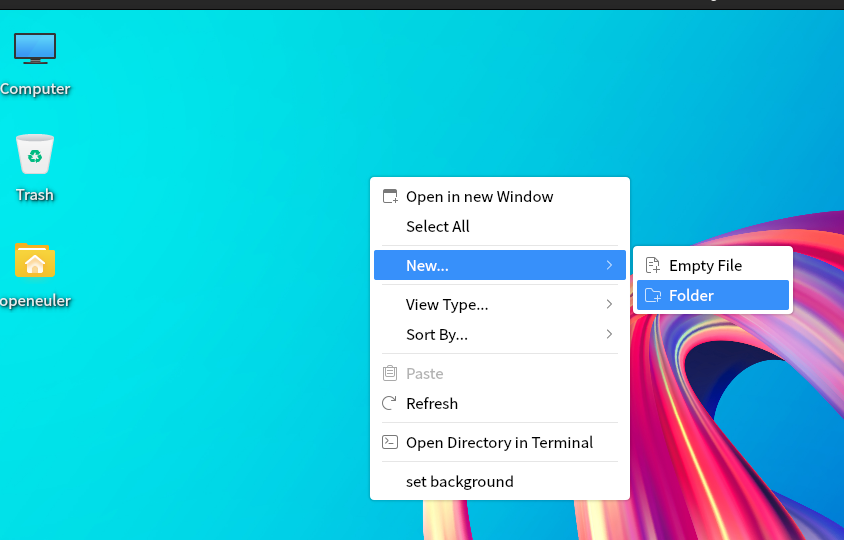 Computer
Trash
openeuler
Open in new Window
Select All
New...
Empty File
Folder
View Type...
Sort By...
Paste
Refresh
Open Directory in Terminal
set background